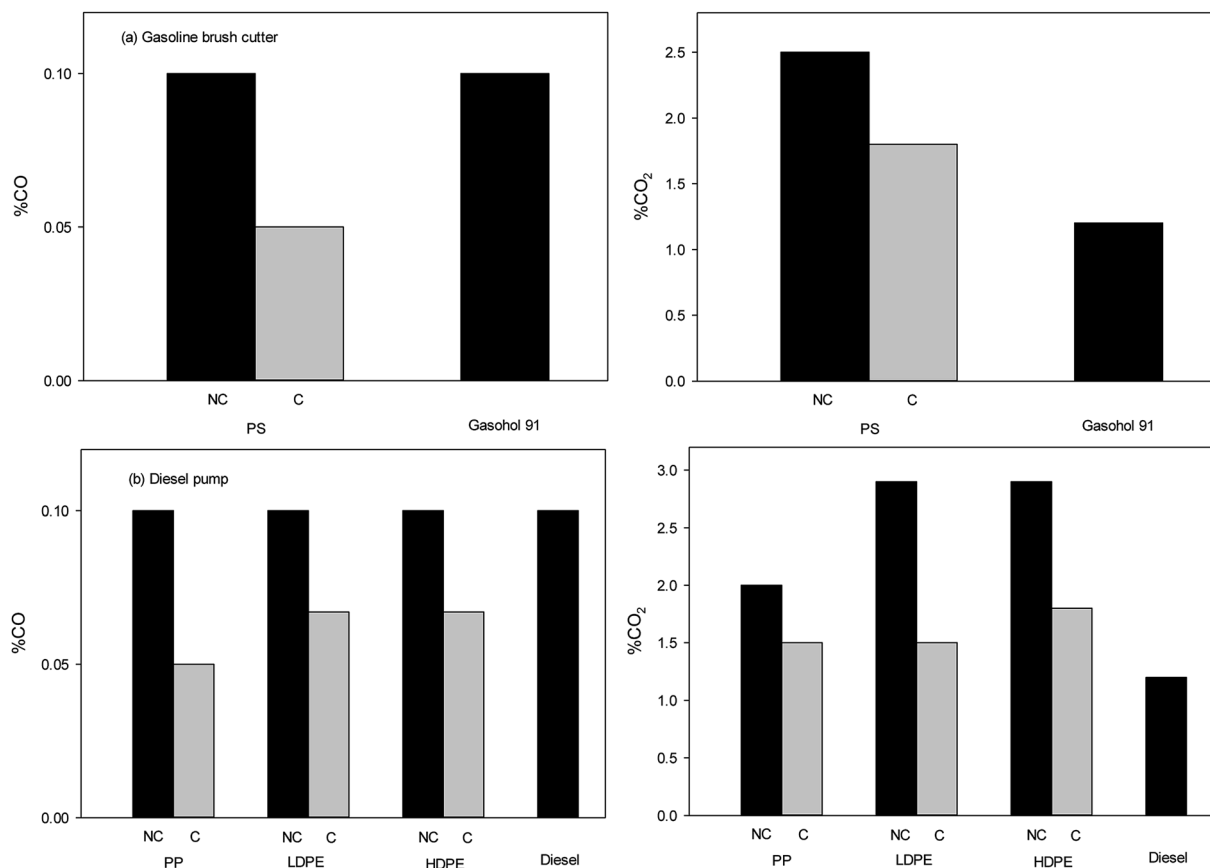 (a) Gasoline brush cutter
%CO
0.10
0.05
0.00
NC C
PS Gasohol 91
%CO₂
2.5
2.0
1.5
1.0
0.5
0.0
NC C
PS Gasohol 91
(b) Diesel pump
%CO
0.10
0.05
0.00
NC C NC C NC C
PP LDPE HDPE Diesel
%CO₂
3.0
2.5
2.0
1.5
1.0
0.5
0.0
NC C NC C NC C
PP LDPE HDPE Diesel